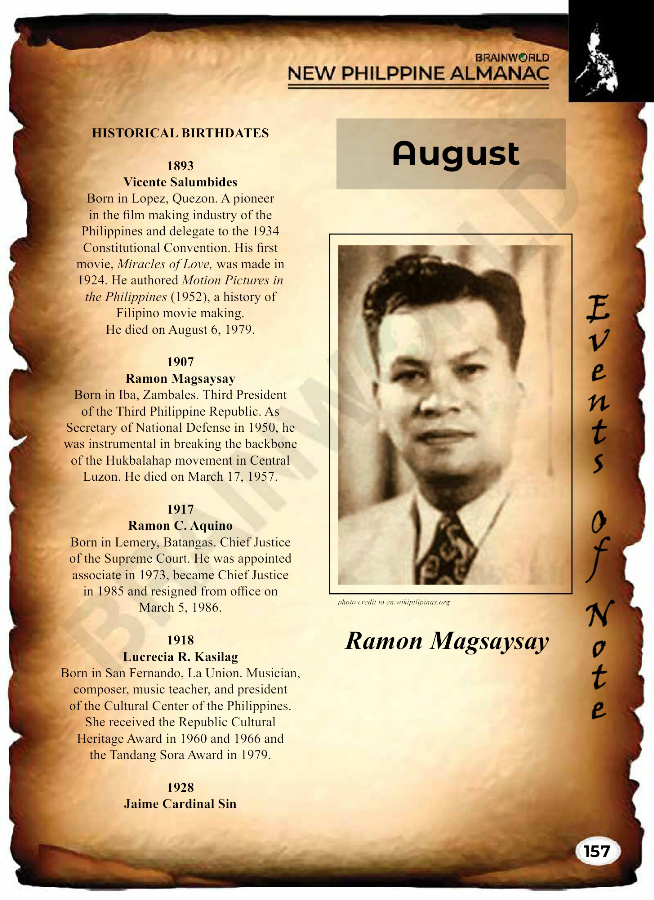 BRAINWORLD
NEW PHILPPINE ALMANAC
HISTORICAL BIRTHDATES
1893
Vicente Salumbides
Born in Lopez, Quezon. A pioneer
in the film making industry of the
Philippines and delegate to the 1934
Constitutional Convention. His first
movie, Miracles of Love, was made in
1924. He authored Motion Pictures in
the Philippines (1952), a history of
Filipino movie making.
He died on August 6, 1979.
1907
Ramon Magsaysay
Born in Iba, Zambales. Third President
of the Third Philippine Republic. As
Secretary of National Defense in 1950, he
was instrumental in breaking the backbone
of the Hukbalahap movement in Central
Luzon. He died on March 17, 1957.
1917
Ramon C. Aquino
Born in Lemery, Batangas. Chief Justice
of the Supreme Court. He was appointed
associate in 1973, became Chief Justice
in 1985 and resigned from office on
March 5, 1986.
1918
Lucrecia R. Kasilag
Born in San Fernando, La Union. Musician,
composer, music teacher, and president
of the Cultural Center of the Philippines.
She received the Republic Cultural
Heritage Award in 1960 and 1966 and
the Tandang Sora Award in 1979.
1928
Jaime Cardinal Sin
August
photo credit to en.wikipilipinas.org
Ramon Magsaysay
Events of Note
157
BRAINWORLD